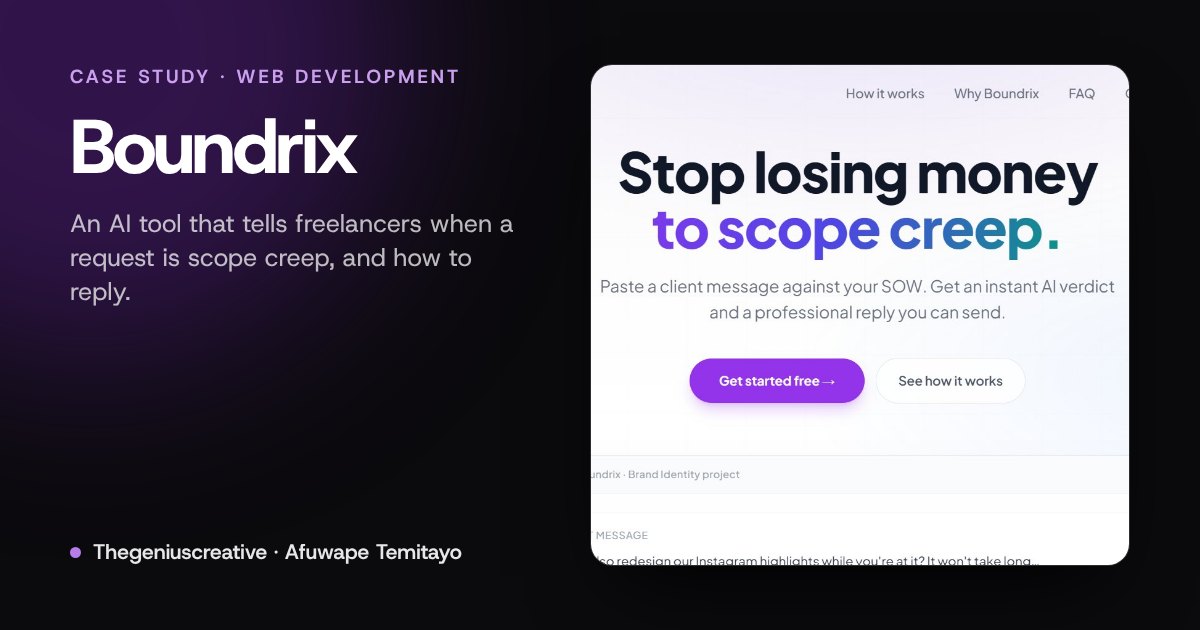 CASE STUDY · WEB DEVELOPMENT
Boundrix
An AI tool that tells freelancers when a
request is scope creep, and how to
reply.
Thegeniuscreative · Afuwape Temitayo
How it works Why Boundrix FAQ
Stop losing money
to scope creep.
Paste a client message against your SOW. Get an instant AI verdict
and a professional reply you can send.
Get started free → See how it works
undrix · Brand Identity project
MESSAGE
so redesign our Instagram highlights while you're at it? It won't take long...